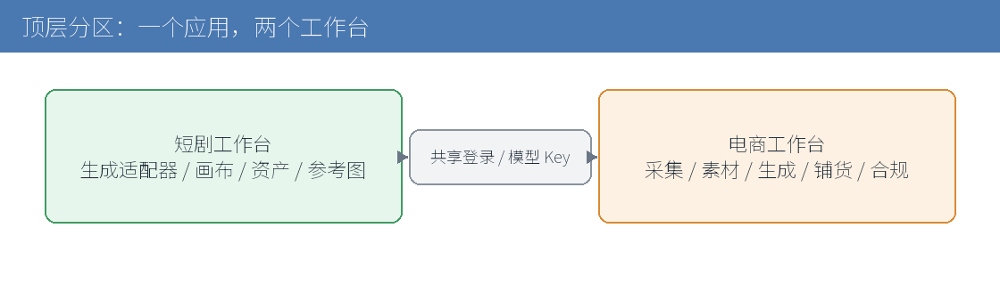 顶层分区：一个应用，两个工作台
短剧工作台
生成适配器 / 画布 / 资产 / 参考图
共享登录 / 模型 Key
电商工作台
采集 / 素材 / 生成 / 铺货 / 合规